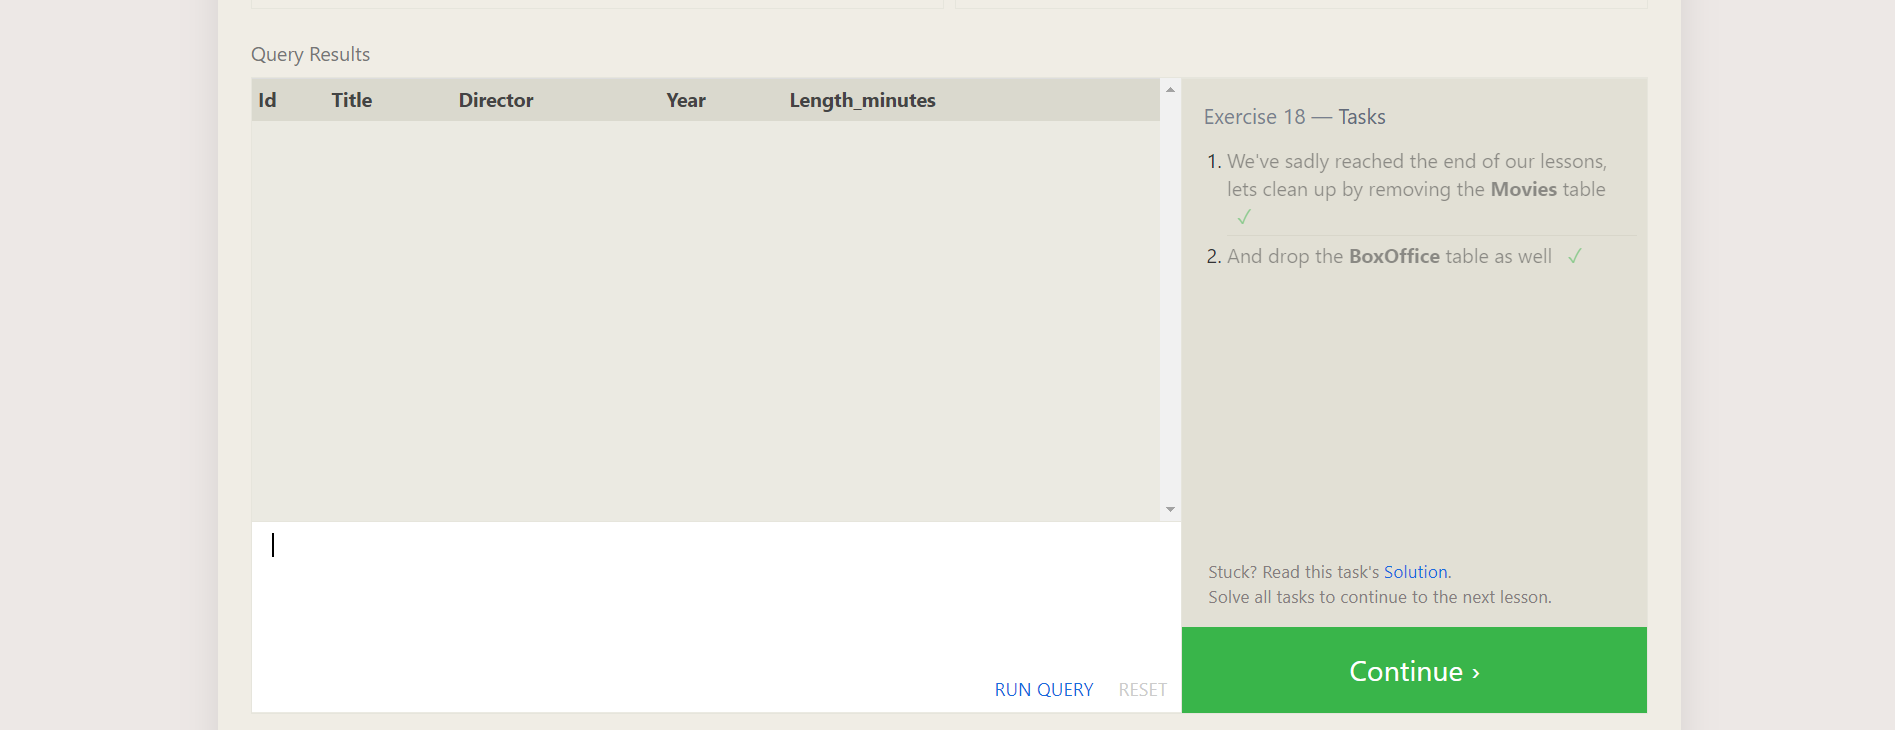 Query Results
Id Title Director Year Length_minutes
Exercise 18 — Tasks
1. We've sadly reached the end of our lessons,
lets clean up by removing the Movies table
✓
2. And drop the BoxOffice table as well ✓
Stuck? Read this task's Solution.
Solve all tasks to continue to the next lesson.
RUN QUERY RESET
Continue ›